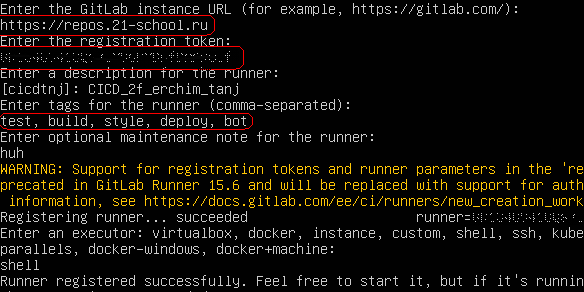 Enter the GitLab instance URL (for example, https://gitlab.com/):
https://repos.21-school.ru
Enter the registration token:
Enter a description for the runner:
[cicdtnj]: CICD_2f_erchim_tanj
Enter tags for the runner (comma-separated):
test, build, style, deploy, bot
Enter optional maintenance note for the runner:
huh
WARNING: Support for registration tokens and runner parameters in the 're
precated in GitLab Runner 15.6 and will be replaced with support for auth
information, see https://docs.gitlab.com/ee/ci/runners/new_creation_work
Registering runner... succeeded runner=
Enter an executor: virtualbox, docker, instance, custom, shell, ssh, kube
parallels, docker-windows, docker+machine:
shell
Runner registered successfully. Feel free to start it, but if it's runnin